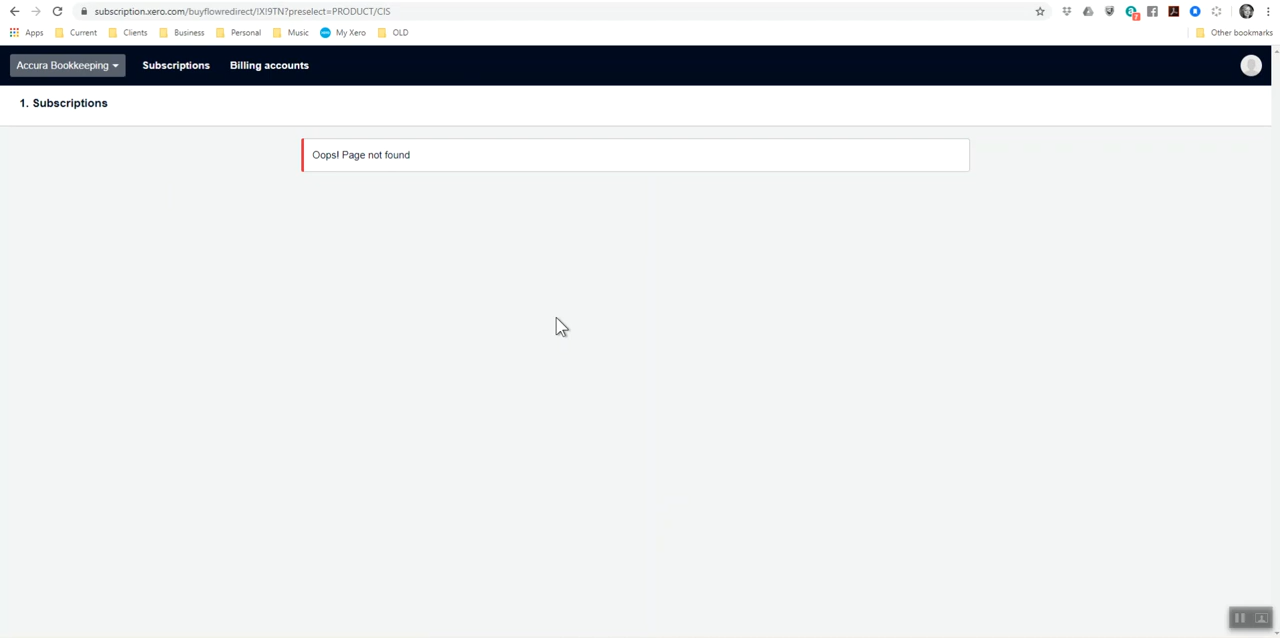 subscription.xero.com/buyflowredirect/!X!9TN?preselect=PRODUCT/CIS
Apps Current Clients Business Personal Music My Xero OLD Other bookmarks
Accura Bookkeeping Subscriptions Billing accounts
1. Subscriptions
Oops! Page not found